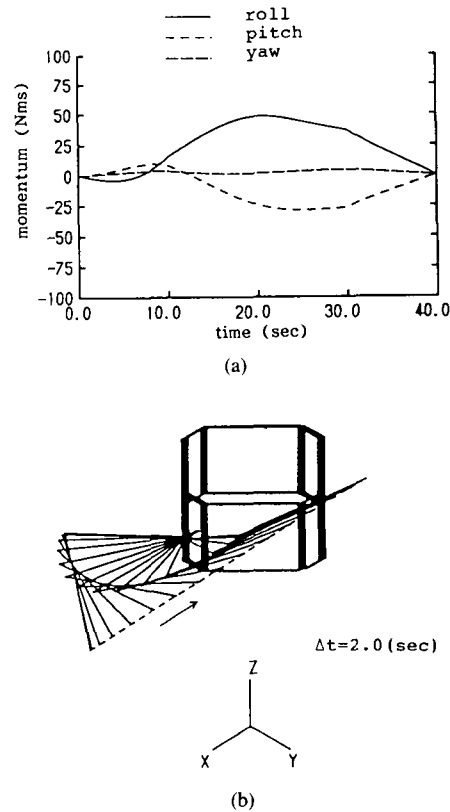 roll
pitch
yaw
momentum (Nms)
100
75
50
25
0
-25
-50
-75
-100
0.0 10.0 20.0 30.0 40.0
time (sec)
(a)
Δt=2.0(sec)
Z
X Y
(b)